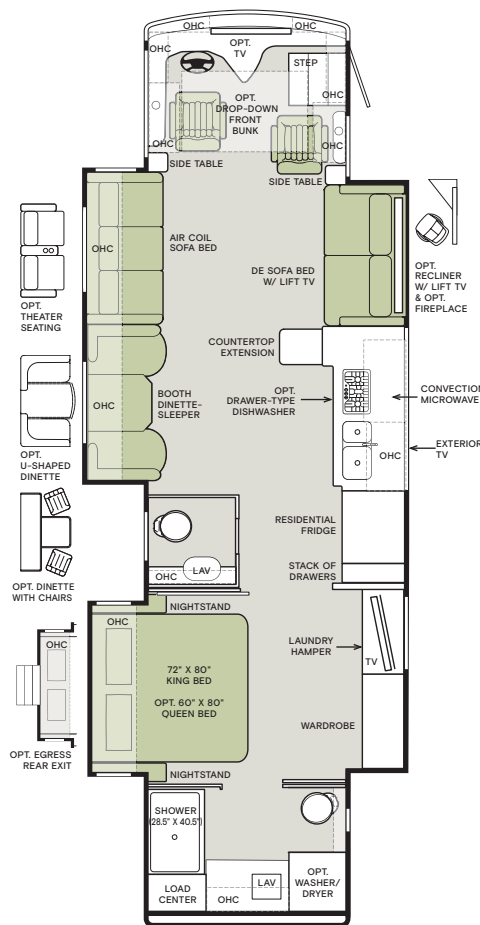 OHC
OHC
OHC
OPT.
TV
STEP
OPT.
DROP-DOWN
FRONT
BUNK
OHC
OHC
OHC
SIDE TABLE
SIDE TABLE
OHC
AIR COIL
SOFA BED
DE SOFA BED
W/ LIFT TV
OPT.
RECLINER
W/ LIFT TV
& OPT.
FIREPLACE
OPT.
THEATER
SEATING
COUNTERTOP
EXTENSION
OPT.
DRAWER-TYPE
DISHWASHER
CONVECTION
MICROWAVE
OHC
BOOTH
DINETTE-
SLEEPER
OHC
EXTERIOR
TV
OPT.
U-SHAPED
DINETTE
RESIDENTIAL
FRIDGE
STACK OF
DRAWERS
OHC
LAV
OPT. DINETTE
WITH CHAIRS
NIGHTSTAND
OHC
OHC
LAUNDRY
HAMPER
TV
72" X 80"
KING BED
OPT. 60" X 80"
QUEEN BED
WARDROBE
OPT. EGRESS
REAR EXIT
NIGHTSTAND
SHOWER
(28.5" X 40.5")
LOAD
CENTER
OHC
LAV
OPT.
WASHER/
DRYER